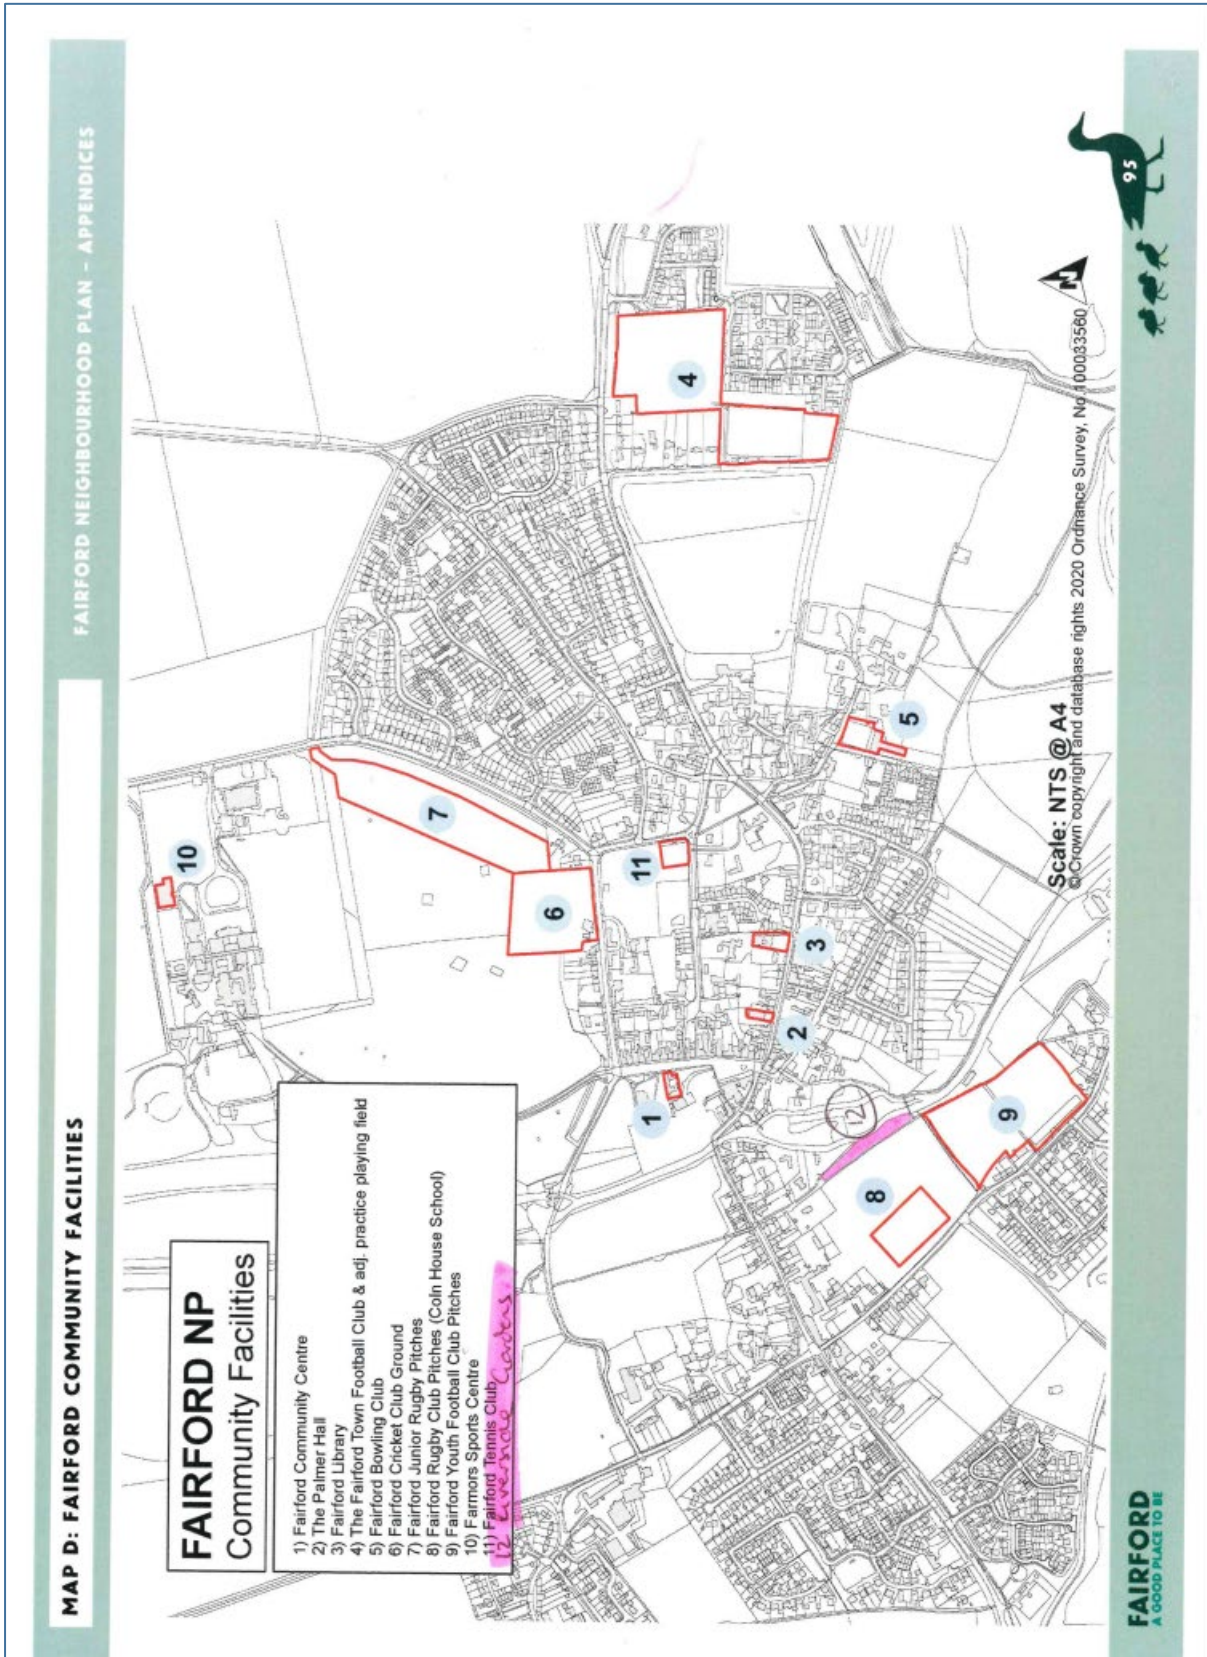 MAP D: FAIRFORD COMMUNITY FACILITIES
FAIRFORD NEIGHBOURHOOD PLAN - APPENDICES
FAIRFORD NP
Community Facilities
1) Fairford Community Centre
2) The Palmer Hall
3) Fairford Library
4) The Fairford Town Football Club & adj. practice playing field
5) Fairford Bowling Club
6) Fairford Cricket Club Ground
7) Fairford Junior Rugby Pitches
8) Fairford Rugby Club Pitches (Coln House School)
9) Fairford Youth Football Club Pitches
10) Farmors Sports Centre
11) Fairford Tennis Club
12 Riverside Gardens.
10
7
6
11
4
1
2
3
5
12
8
9
N
Scale: NTS @ A4
© Crown copyright and database rights 2020 Ordnance Survey, No.100033560
FAIRFORD
A GOOD PLACE TO BE
95